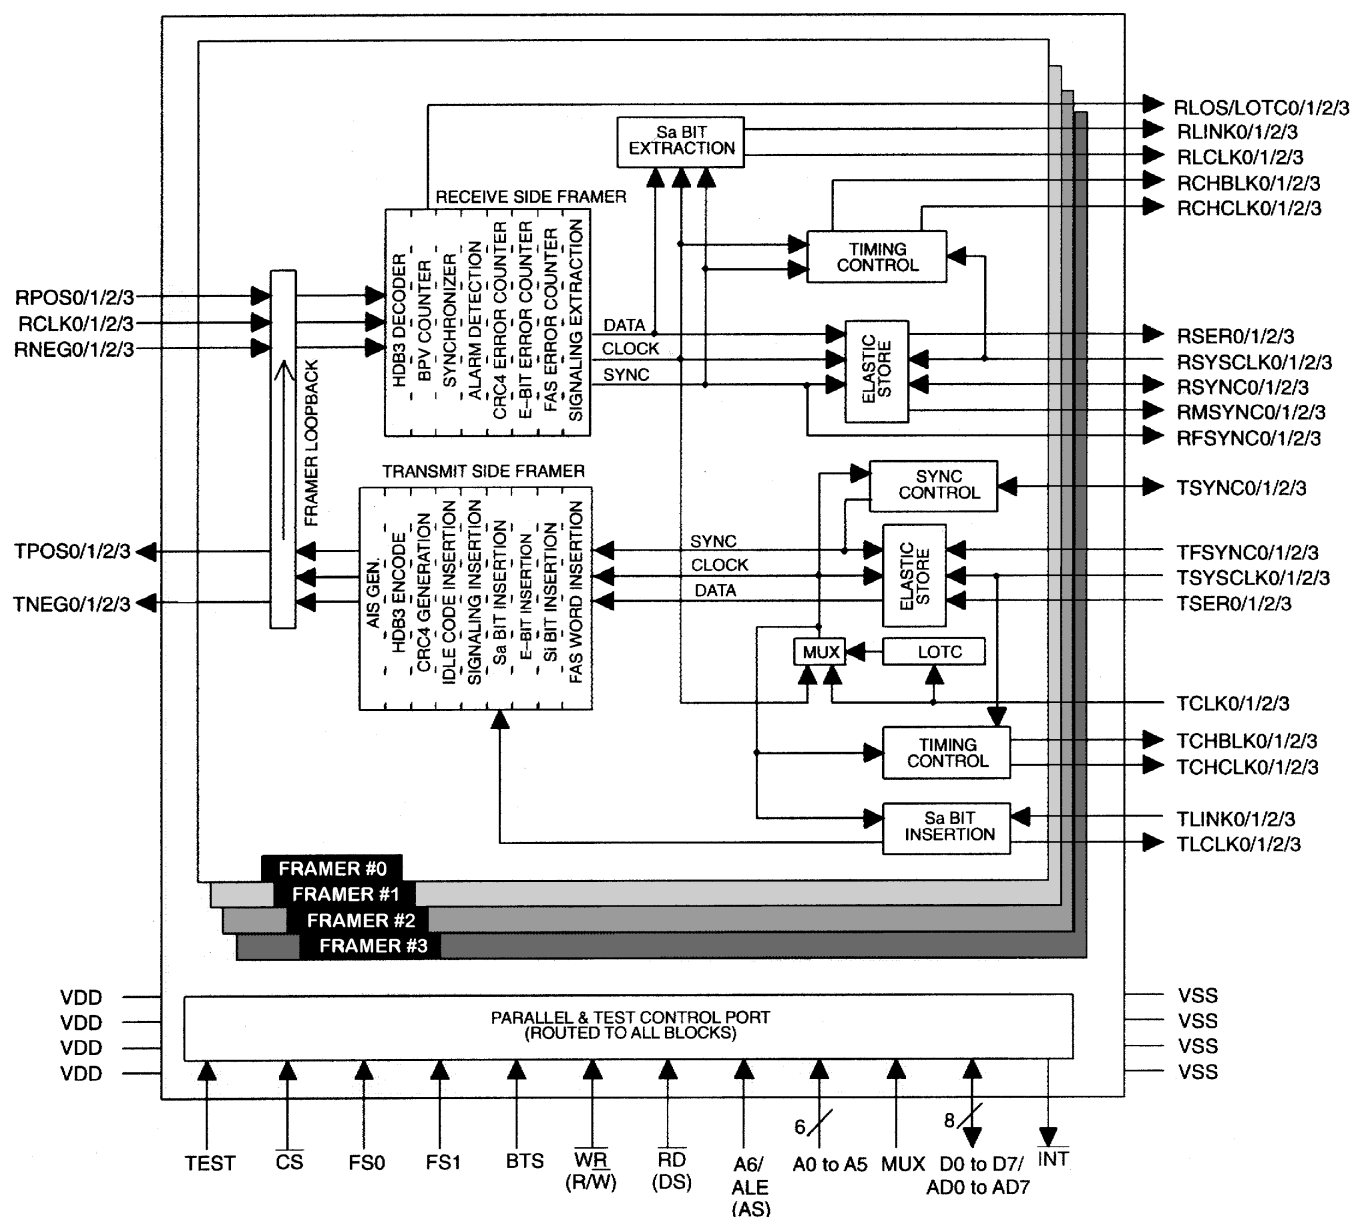 RLOS/LOTC0/1/2/3
Sa BIT
EXTRACTION
RLINK0/1/2/3
RLCLK0/1/2/3
RCHBLK0/1/2/3
RCHCLK0/1/2/3
RECEIVE SIDE FRAMER
HDB3 DECODER
BPV COUNTER
SYNCHRONIZER
ALARM DETECTION
CRC4 ERROR COUNTER
E–BIT ERROR COUNTER
FAS ERROR COUNTER
SIGNALING EXTRACTION
TIMING
CONTROL
RPOS0/1/2/3
RCLK0/1/2/3
RNEG0/1/2/3
FRAMER LOOPBACK
DATA
CLOCK
SYNC
ELASTIC
STORE
RSER0/1/2/3
RSYSCLK0/1/2/3
RSYNC0/1/2/3
RMSYNC0/1/2/3
RFSYNC0/1/2/3
TRANSMIT SIDE FRAMER
AIS GEN.
HDB3 ENCODE
CRC4 GENERATION
IDLE CODE INSERTION
SIGNALING INSERTION
Sa BIT INSERTION
E–BIT INSERTION
Si BIT INSERTION
FAS WORD INSERTION
SYNC
CONTROL
TSYNC0/1/2/3
TPOS0/1/2/3
TNEG0/1/2/3
SYNC
CLOCK
DATA
ELASTIC
STORE
TFSYNC0/1/2/3
TSYSCLK0/1/2/3
TSER0/1/2/3
MUX
LOTC
TCLK0/1/2/3
TIMING
CONTROL
TCHBLK0/1/2/3
TCHCLK0/1/2/3
Sa BIT
INSERTION
TLINK0/1/2/3
TLCLK0/1/2/3
FRAMER #0
FRAMER #1
FRAMER #2
FRAMER #3
VDD
VDD
VDD
VDD
PARALLEL & TEST CONTROL PORT
(ROUTED TO ALL BLOCKS)
VSS
VSS
VSS
VSS
6
8
TEST
CS
FS0
FS1
BTS
WR
(R/W)
RD
(DS)
A6/
ALE
(AS)
A0 to A5
MUX
D0 to D7/
AD0 to AD7
INT